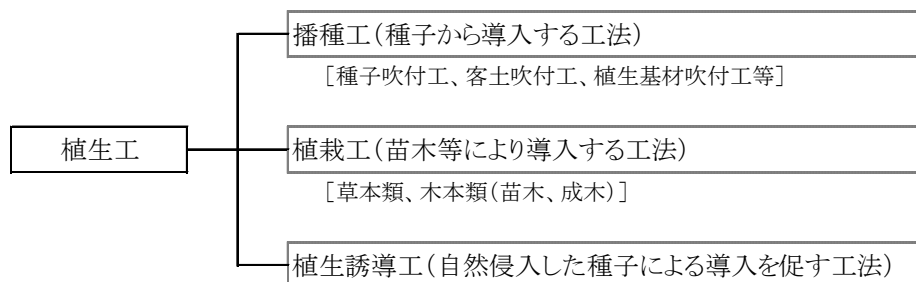 播種工(種子から導入する工法)
[種子吹付工、客土吹付工、植生基材吹付工等]
植生工
植栽工(苗木等により導入する工法)
[草本類、木本類(苗木、成木)]
植生誘導工(自然侵入した種子による導入を促す工法)